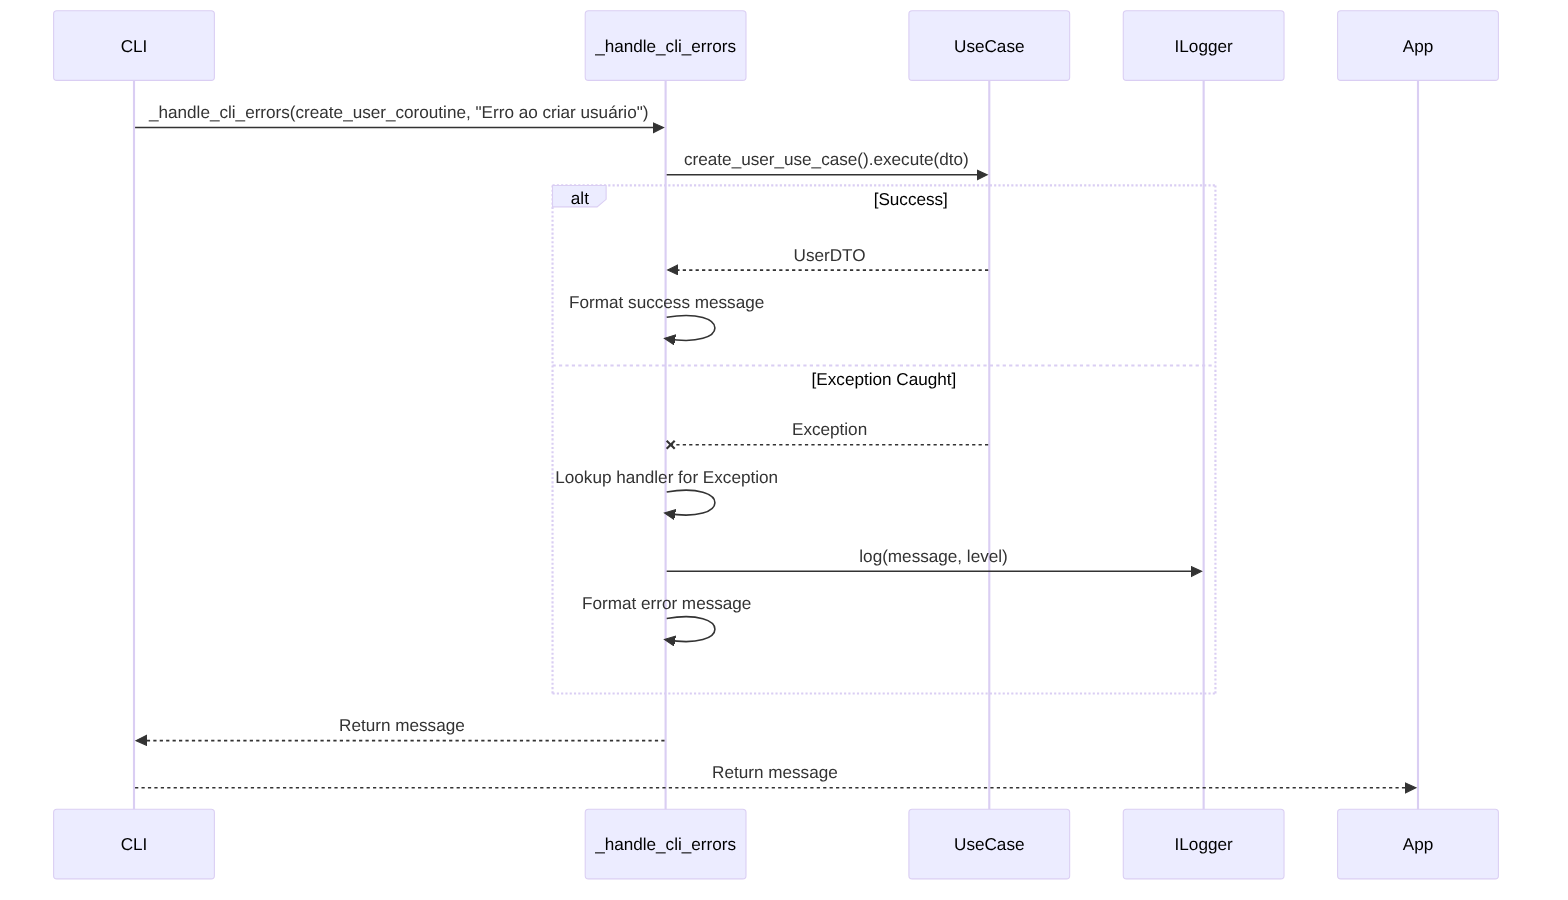 CLI
_handle_cli_errors
UseCase
ILogger
App
_handle_cli_errors(create_user_coroutine, "Erro ao criar usuário")
create_user_use_case().execute(dto)
alt
[Success]
UserDTO
Format success message
[Exception Caught]
Exception
Lookup handler for Exception
log(message, level)
Format error message
Return message
Return message
CLI
_handle_cli_errors
UseCase
ILogger
App